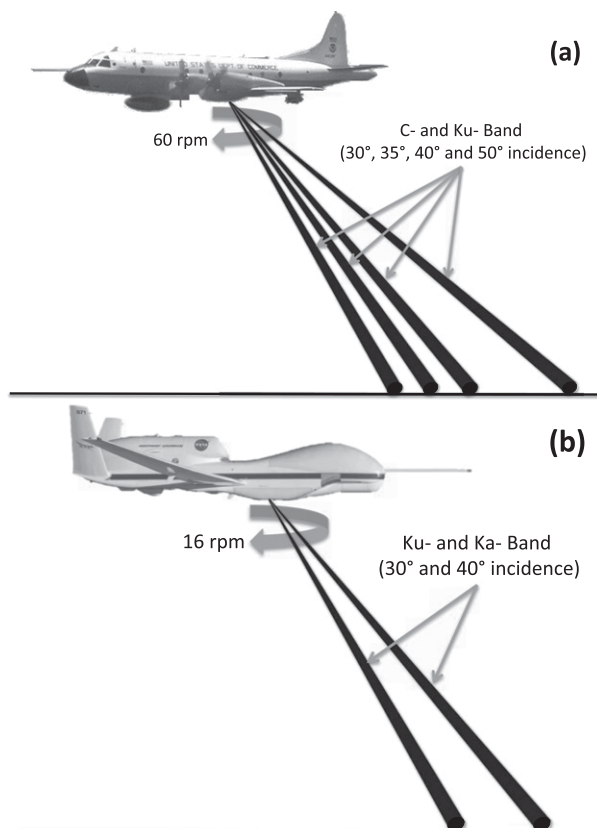 (a)
UNITED STATES DEPT OF COMMERCE
60 rpm
C- and Ku- Band
(30°, 35°, 40° and 50° incidence)
(b)
NASA
16 rpm
Ku- and Ka- Band
(30° and 40° incidence)